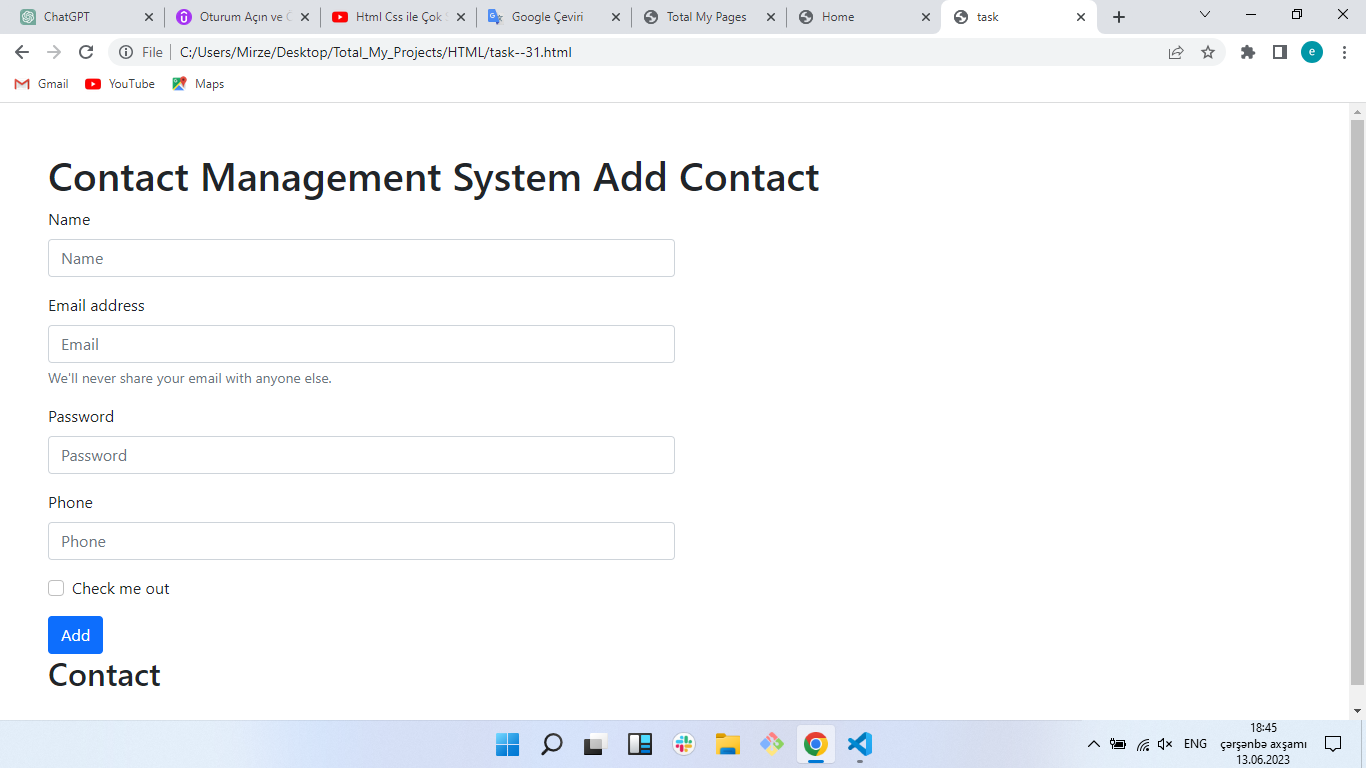 ChatGPT
Oturum Açın ve
Html Css ile Çok
Google Çeviri
Total My Pages
Home
task
File
C:/Users/Mirze/Desktop/Total_My_Projects/HTML/task--31.html
e
Gmail
YouTube
Maps
Contact Management System Add Contact
Name
Name
Email address
Email
We'll never share your email with anyone else.
Password
Password
Phone
Phone
Check me out
Add
Contact
ENG
18:45
çərşənbə axşamı
13.06.2023